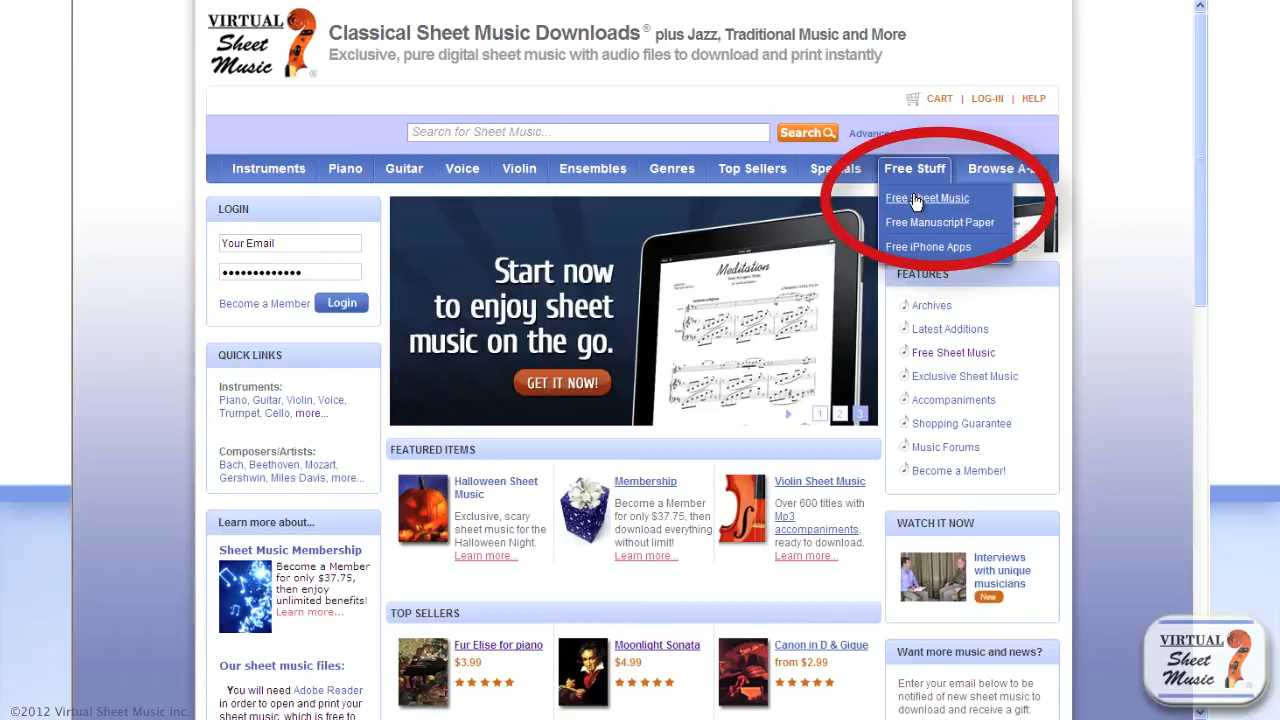 VIRTUAL
Sheet
Music
®
Classical Sheet Music Downloads® plus Jazz, Traditional Music and More
Exclusive, pure digital sheet music with audio files to download and print instantly
CART | LOG-IN | HELP
Search for Sheet Music...
Search
Instruments Piano Guitar Voice Violin Ensembles Genres Top Sellers Specials Free Stuff Browse A-Z
Free Sheet Music
Free Manuscript Paper
Free iPhone Apps
LOGIN
Your Email
Become a Member Login
QUICK LINKS
Instruments:
Piano, Guitar, Violin, Voice,
Trumpet, Cello, more...
Composers/Artists:
Bach, Beethoven, Mozart,
Gershwin, Miles Davis, more...
Learn more about...
Sheet Music Membership
Become a Member
for only $37.75,
then enjoy
unlimited benefits!
Learn more...
Our sheet music files:
You will need Adobe Reader
in order to open and print your
sheet music, which is free to
Start now
to enjoy sheet
music on the go.
GET IT NOW!
Meditation
1 2 3
FEATURED ITEMS
Halloween Sheet
Music
Exclusive, scary
sheet music for the
Halloween Night.
Learn more...
Membership
Become a Member
for only $37.75, then
download everything
without limit!
Learn more...
Violin Sheet Music
Over 600 titles with
Mp3
accompaniments,
ready to download.
Learn more...
TOP SELLERS
Fur Elise for piano
$3.99
Moonlight Sonata
$4.99
Canon in D & Gigue
from $2.99
FEATURES
Archives
Latest Additions
Free Sheet Music
Exclusive Sheet Music
Accompaniments
Shopping Guarantee
Music Forums
Become a Member!
WATCH IT NOW
Interviews
with unique
musicians
New
Want more music and news?
Enter your email below to be
notified of new sheet music to
download and receive a gift:
VIRTUAL
Sheet
Music
©2012 Virtual Sheet Music Inc.